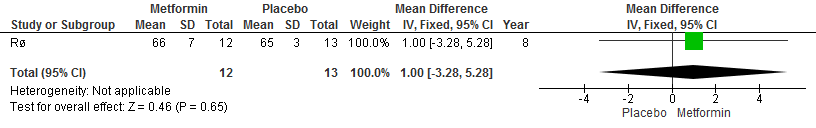 Metformin Placebo Mean Difference Mean Difference
Study or Subgroup Mean SD Total Mean SD Total Weight IV, Fixed, 95% CI Year IV, Fixed, 95% CI
Rø 66 7 12 65 3 13 100.0% 1.00 [-3.28, 5.28] 8
Total (95% CI) 12 13 100.0% 1.00 [-3.28, 5.28]
Heterogeneity: Not applicable
Test for overall effect: Z = 0.46 (P = 0.65)
-4 -2 0 2 4
Placebo Metformin